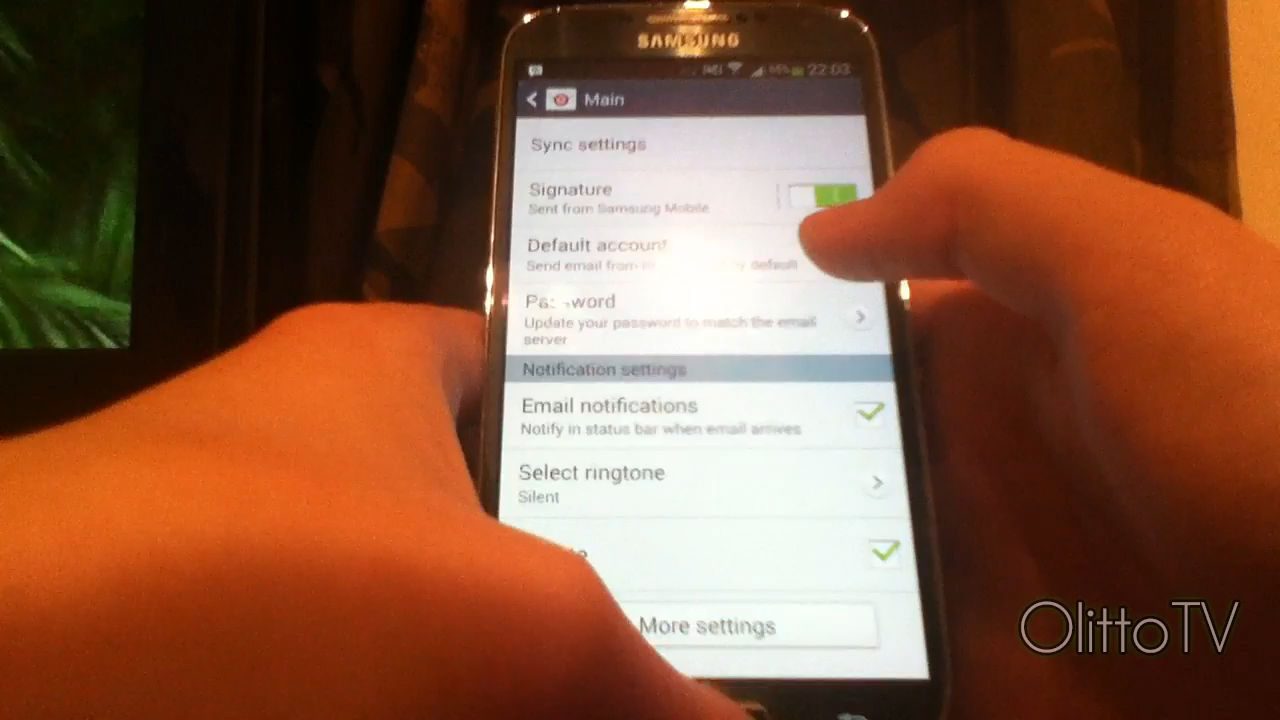 SAMSUNG
22:03
Main
Sync settings
Signature
Sent from Samsung Mobile
Default account
Send email from by default
Password
Update your password to match the email
server
Notification settings
Email notifications
Notify in status bar when email arrives
Select ringtone
Silent
More settings
OlittoTV